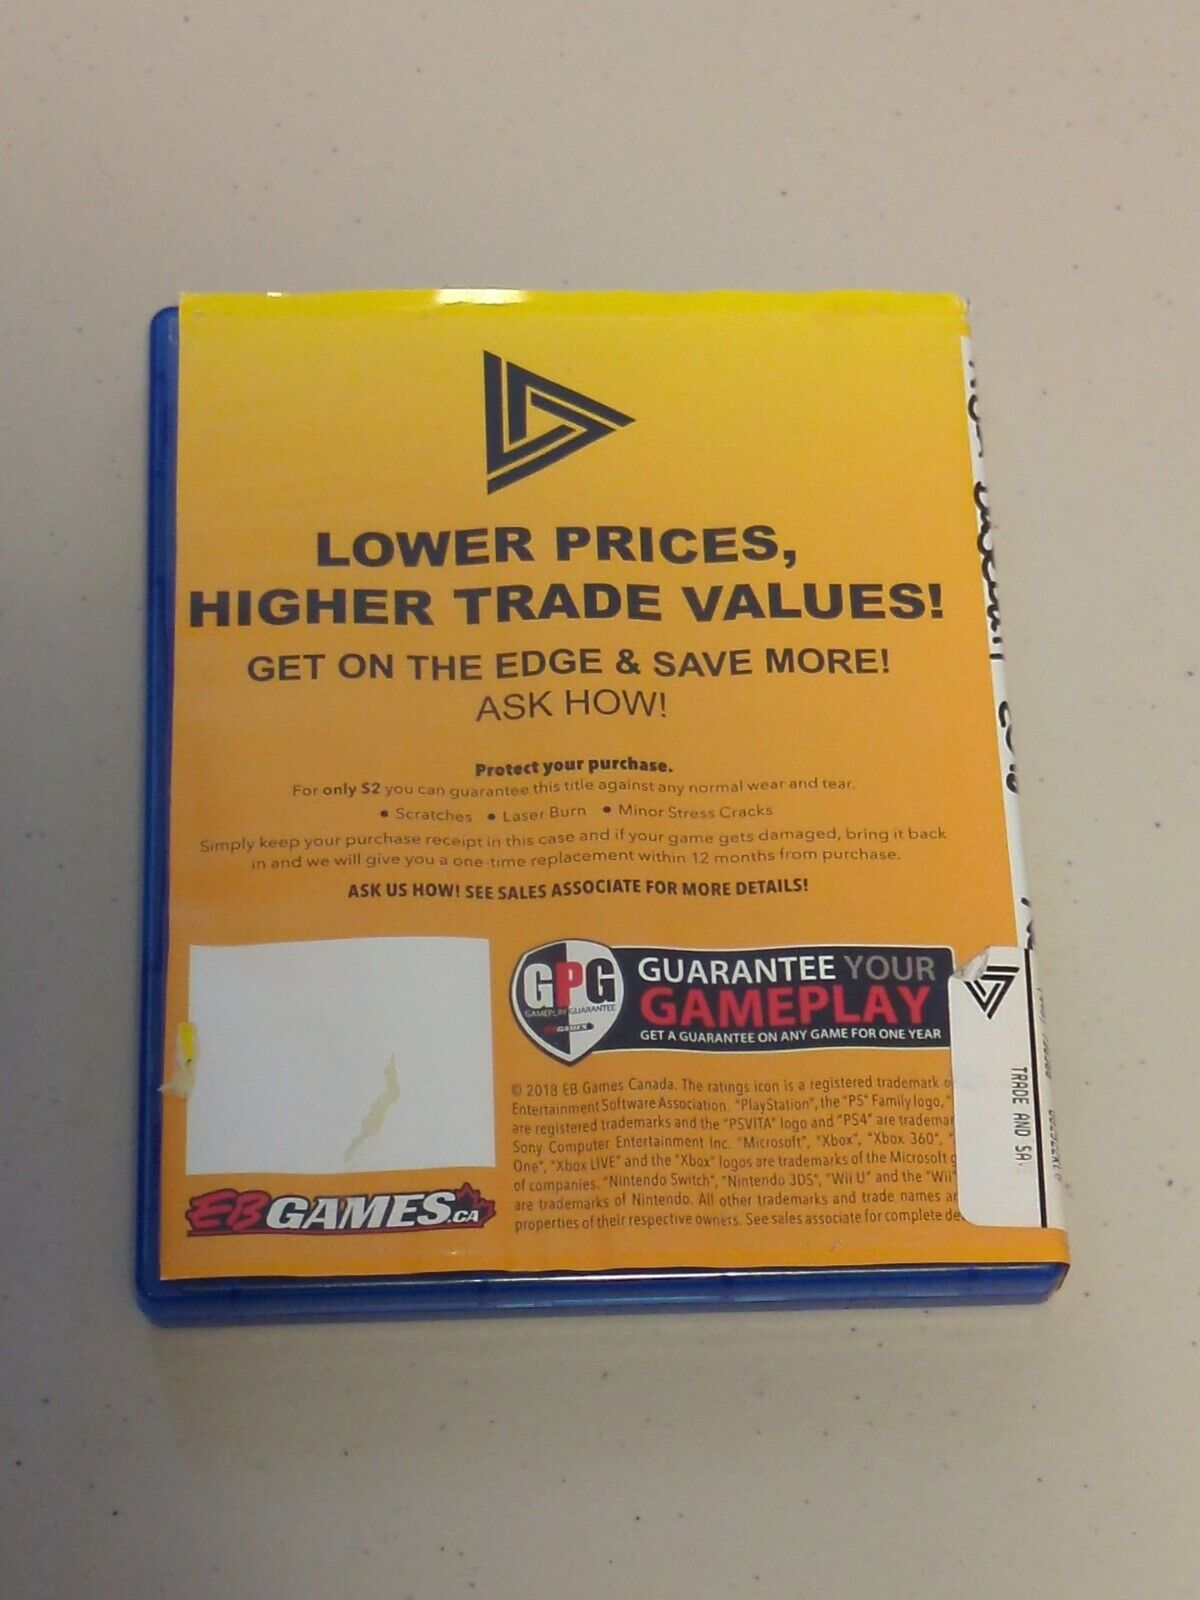 LOWER PRICES,
HIGHER TRADE VALUES!
GET ON THE EDGE & SAVE MORE!
ASK HOW!
Protect your purchase.
For only $2 you can guarantee this title against any normal wear and tear.
• Scratches • Laser Burn • Minor Stress Cracks
Simply keep your purchase receipt in this case and if your game gets damaged, bring it back
in and we will give you a one-time replacement within 12 months from purchase.
ASK US HOW! SEE SALES ASSOCIATE FOR MORE DETAILS!
GPG
GAMEPLAY GUARANTEE
EBGAMES
GUARANTEE YOUR
GAMEPLAY
GET A GUARANTEE ON ANY GAME FOR ONE YEAR
© 2018 EB Games Canada. The ratings icon is a registered trademark o
Entertainment Software Association. "PlayStation", the "PS" Family logo, "
are registered trademarks and the "PSVITA" logo and "PS4" are trademar
Sony Computer Entertainment Inc. "Microsoft", "Xbox", "Xbox 360", "
One", "Xbox LIVE" and the "Xbox" logos are trademarks of the Microsoft g
of companies. "Nintendo Switch", "Nintendo 3DS", "Wii U" and the "Wii"
are trademarks of Nintendo. All other trademarks and trade names ar
properties of their respective owners. See sales associate for complete de
EBGAMES.CA
TRADE AND SA